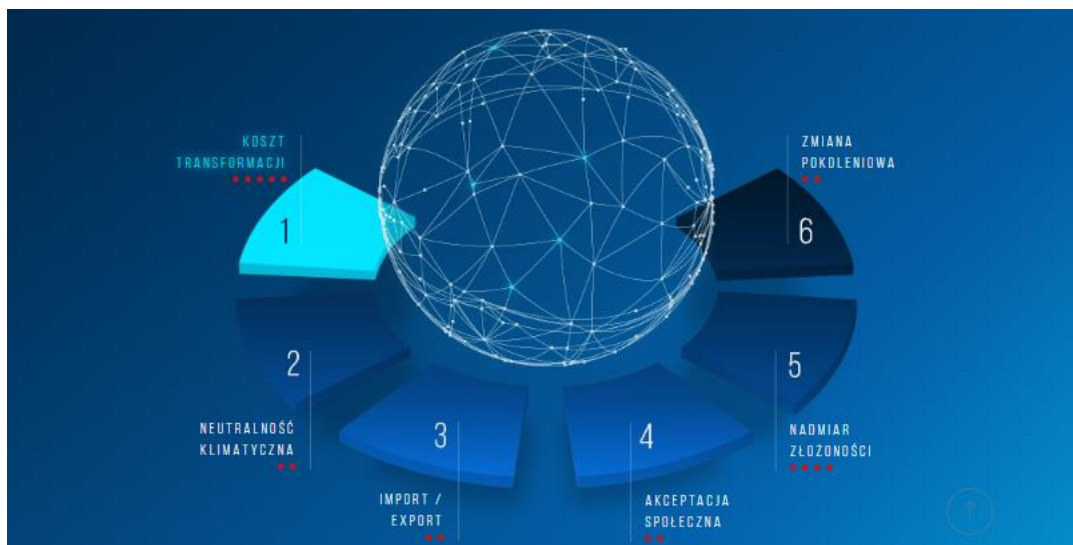 KOSZT
TRANSFORMACJI
1
2
NEUTRALNOŚĆ
KLIMATYCZNA
3
IMPORT /
EXPORT
4
AKCEPTACJA
SPOŁECZNA
5
NADMIAR
ZŁOŻONOŚCI
6
ZMIANA
POKOLENIOWA